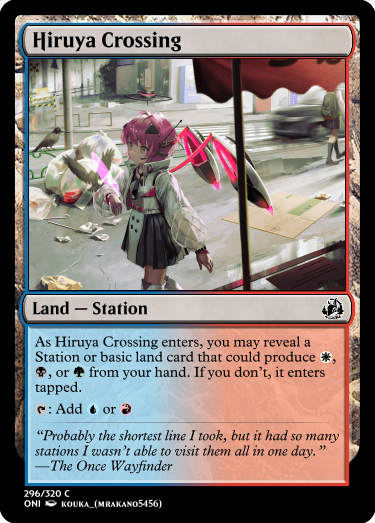 Hiruya Crossing
Land — Station
As Hiruya Crossing enters, you may reveal a
Station or basic land card that could produce ,
, or from your hand. If you don't, it enters
tapped.
: Add or
“Probably the shortest line I took, but it had so many
stations I wasn't able to visit them all in one day.”
—The Once Wayfinder
296/320 C
ONI KOUKA_(MRAKANO5456)